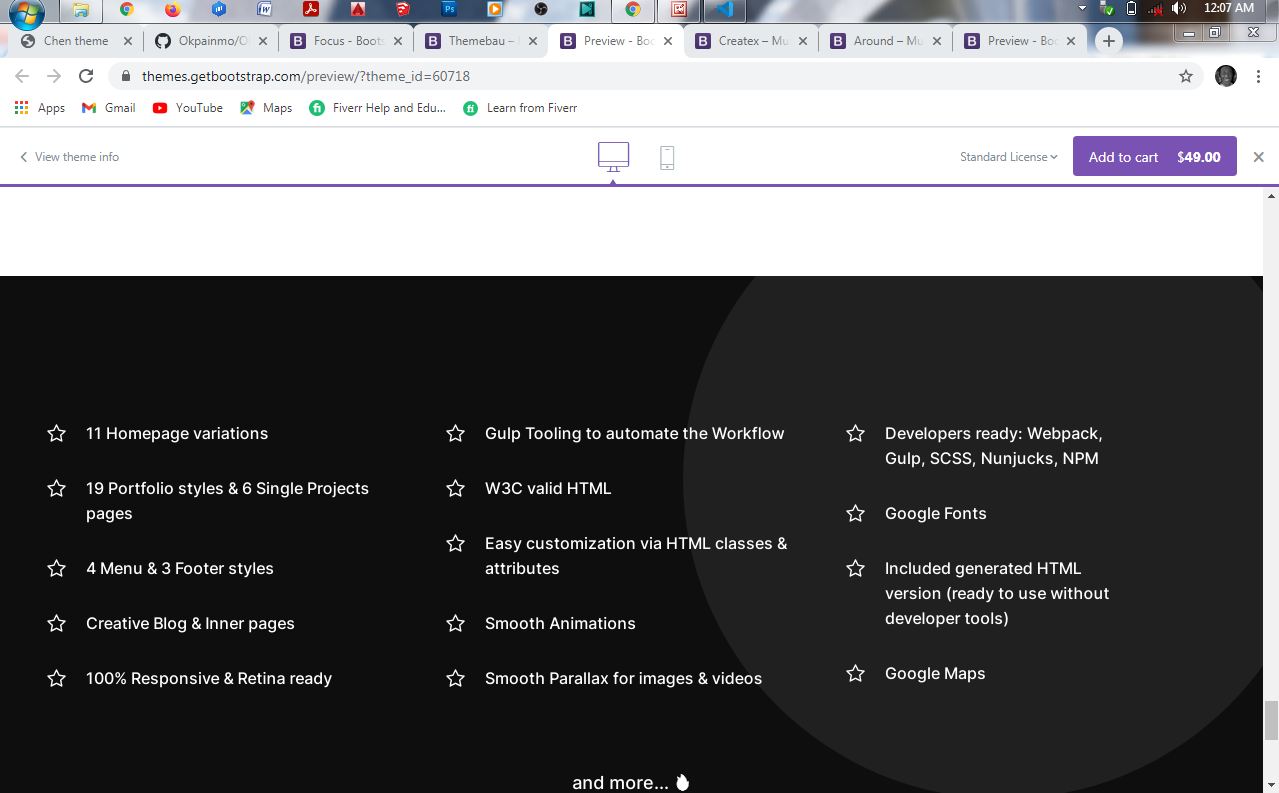 12:07 AM
Chen theme
Okpainmo/O
Focus - Boots
Themebau –
Preview - Boo
Createx – Mu
Around – Mu
Preview - Boo
themes.getbootstrap.com/preview/?theme_id=60718
Apps
Gmail
YouTube
Maps
Fiverr Help and Edu...
Learn from Fiverr
View theme info
Standard License
Add to cart $49.00
11 Homepage variations
19 Portfolio styles & 6 Single Projects
pages
4 Menu & 3 Footer styles
Creative Blog & Inner pages
100% Responsive & Retina ready
Gulp Tooling to automate the Workflow
W3C valid HTML
Easy customization via HTML classes &
attributes
Smooth Animations
Smooth Parallax for images & videos
Developers ready: Webpack,
Gulp, SCSS, Nunjucks, NPM
Google Fonts
Included generated HTML
version (ready to use without
developer tools)
Google Maps
and more...